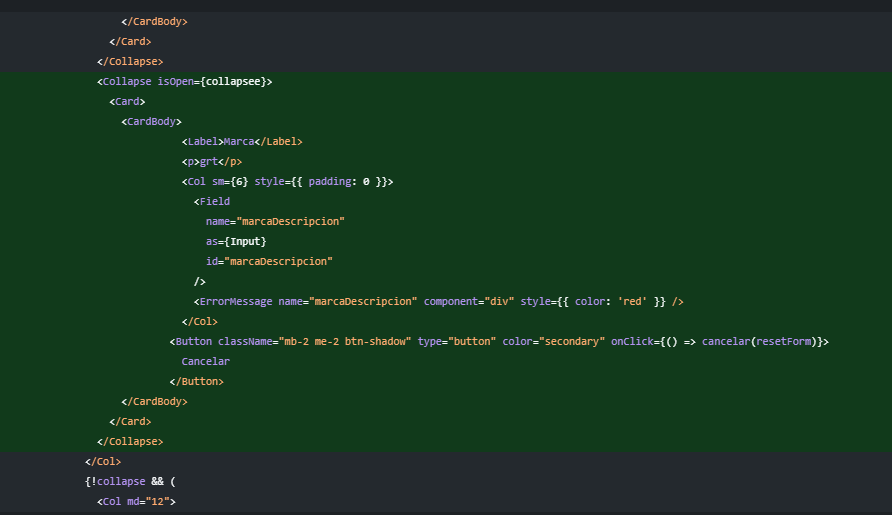 </CardBody>
</Card>
</Collapse>
<Collapse isOpen={collapsee}>
<Card>
<CardBody>
<Label>Marca</Label>
<p>grt</p>
<Col sm={6} style={{ padding: 0 }}>
<Field
name="marcaDescripcion"
as={Input}
id="marcaDescripcion"
/>
<ErrorMessage name="marcaDescripcion" component="div" style={{ color: 'red' }} />
</Col>
<Button className="mb-2 me-2 btn-shadow" type="button" color="secondary" onClick={() => cancelar(resetForm)}>
Cancelar
</Button>
</CardBody>
</Card>
</Collapse>
</Col>
{!collapse && (
<Col md="12">